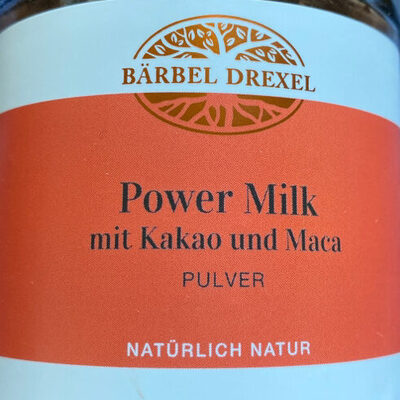 BÄRBEL DREXEL
Power Milk
mit Kakao und Maca
PULVER
NATÜRLICH NATUR